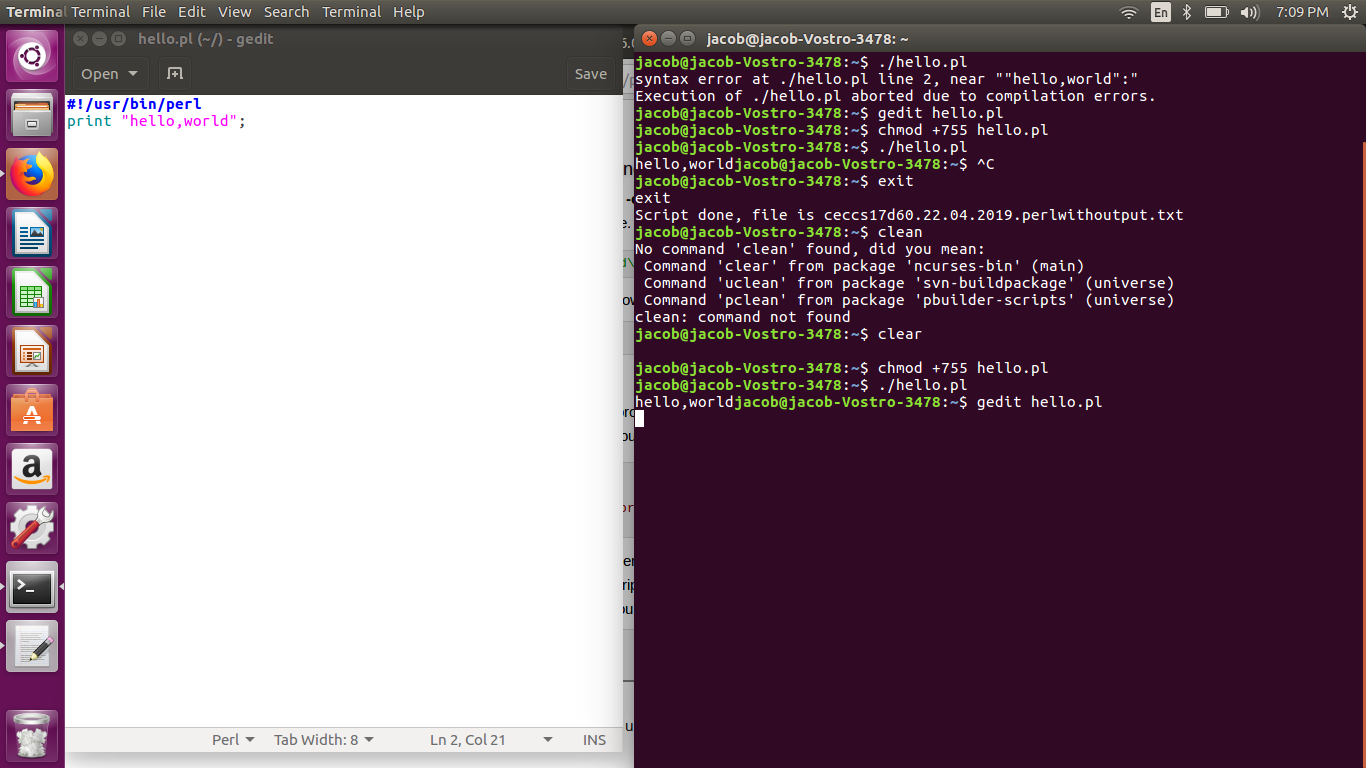 Terminal Terminal File Edit View Search Terminal Help En 7:09 PM
hello.pl (~/) - gedit
Open Save
#!/usr/bin/perl
print "hello,world";
Perl Tab Width: 8 Ln 2, Col 21 INS
jacob@jacob-Vostro-3478: ~
jacob@jacob-Vostro-3478:~$ ./hello.pl
syntax error at ./hello.pl line 2, near ""hello,world":"
Execution of ./hello.pl aborted due to compilation errors.
jacob@jacob-Vostro-3478:~$ gedit hello.pl
jacob@jacob-Vostro-3478:~$ chmod +755 hello.pl
jacob@jacob-Vostro-3478:~$ ./hello.pl
hello,worldjacob@jacob-Vostro-3478:~$ ^C
jacob@jacob-Vostro-3478:~$ exit
exit
Script done, file is ceccs17d60.22.04.2019.perlwithoutput.txt
jacob@jacob-Vostro-3478:~$ clean
No command 'clean' found, did you mean:
 Command 'clear' from package 'ncurses-bin' (main)
 Command 'uclean' from package 'svn-buildpackage' (universe)
 Command 'pclean' from package 'pbuilder-scripts' (universe)
clean: command not found
jacob@jacob-Vostro-3478:~$ clear
jacob@jacob-Vostro-3478:~$ chmod +755 hello.pl
jacob@jacob-Vostro-3478:~$ ./hello.pl
hello,worldjacob@jacob-Vostro-3478:~$ gedit hello.pl